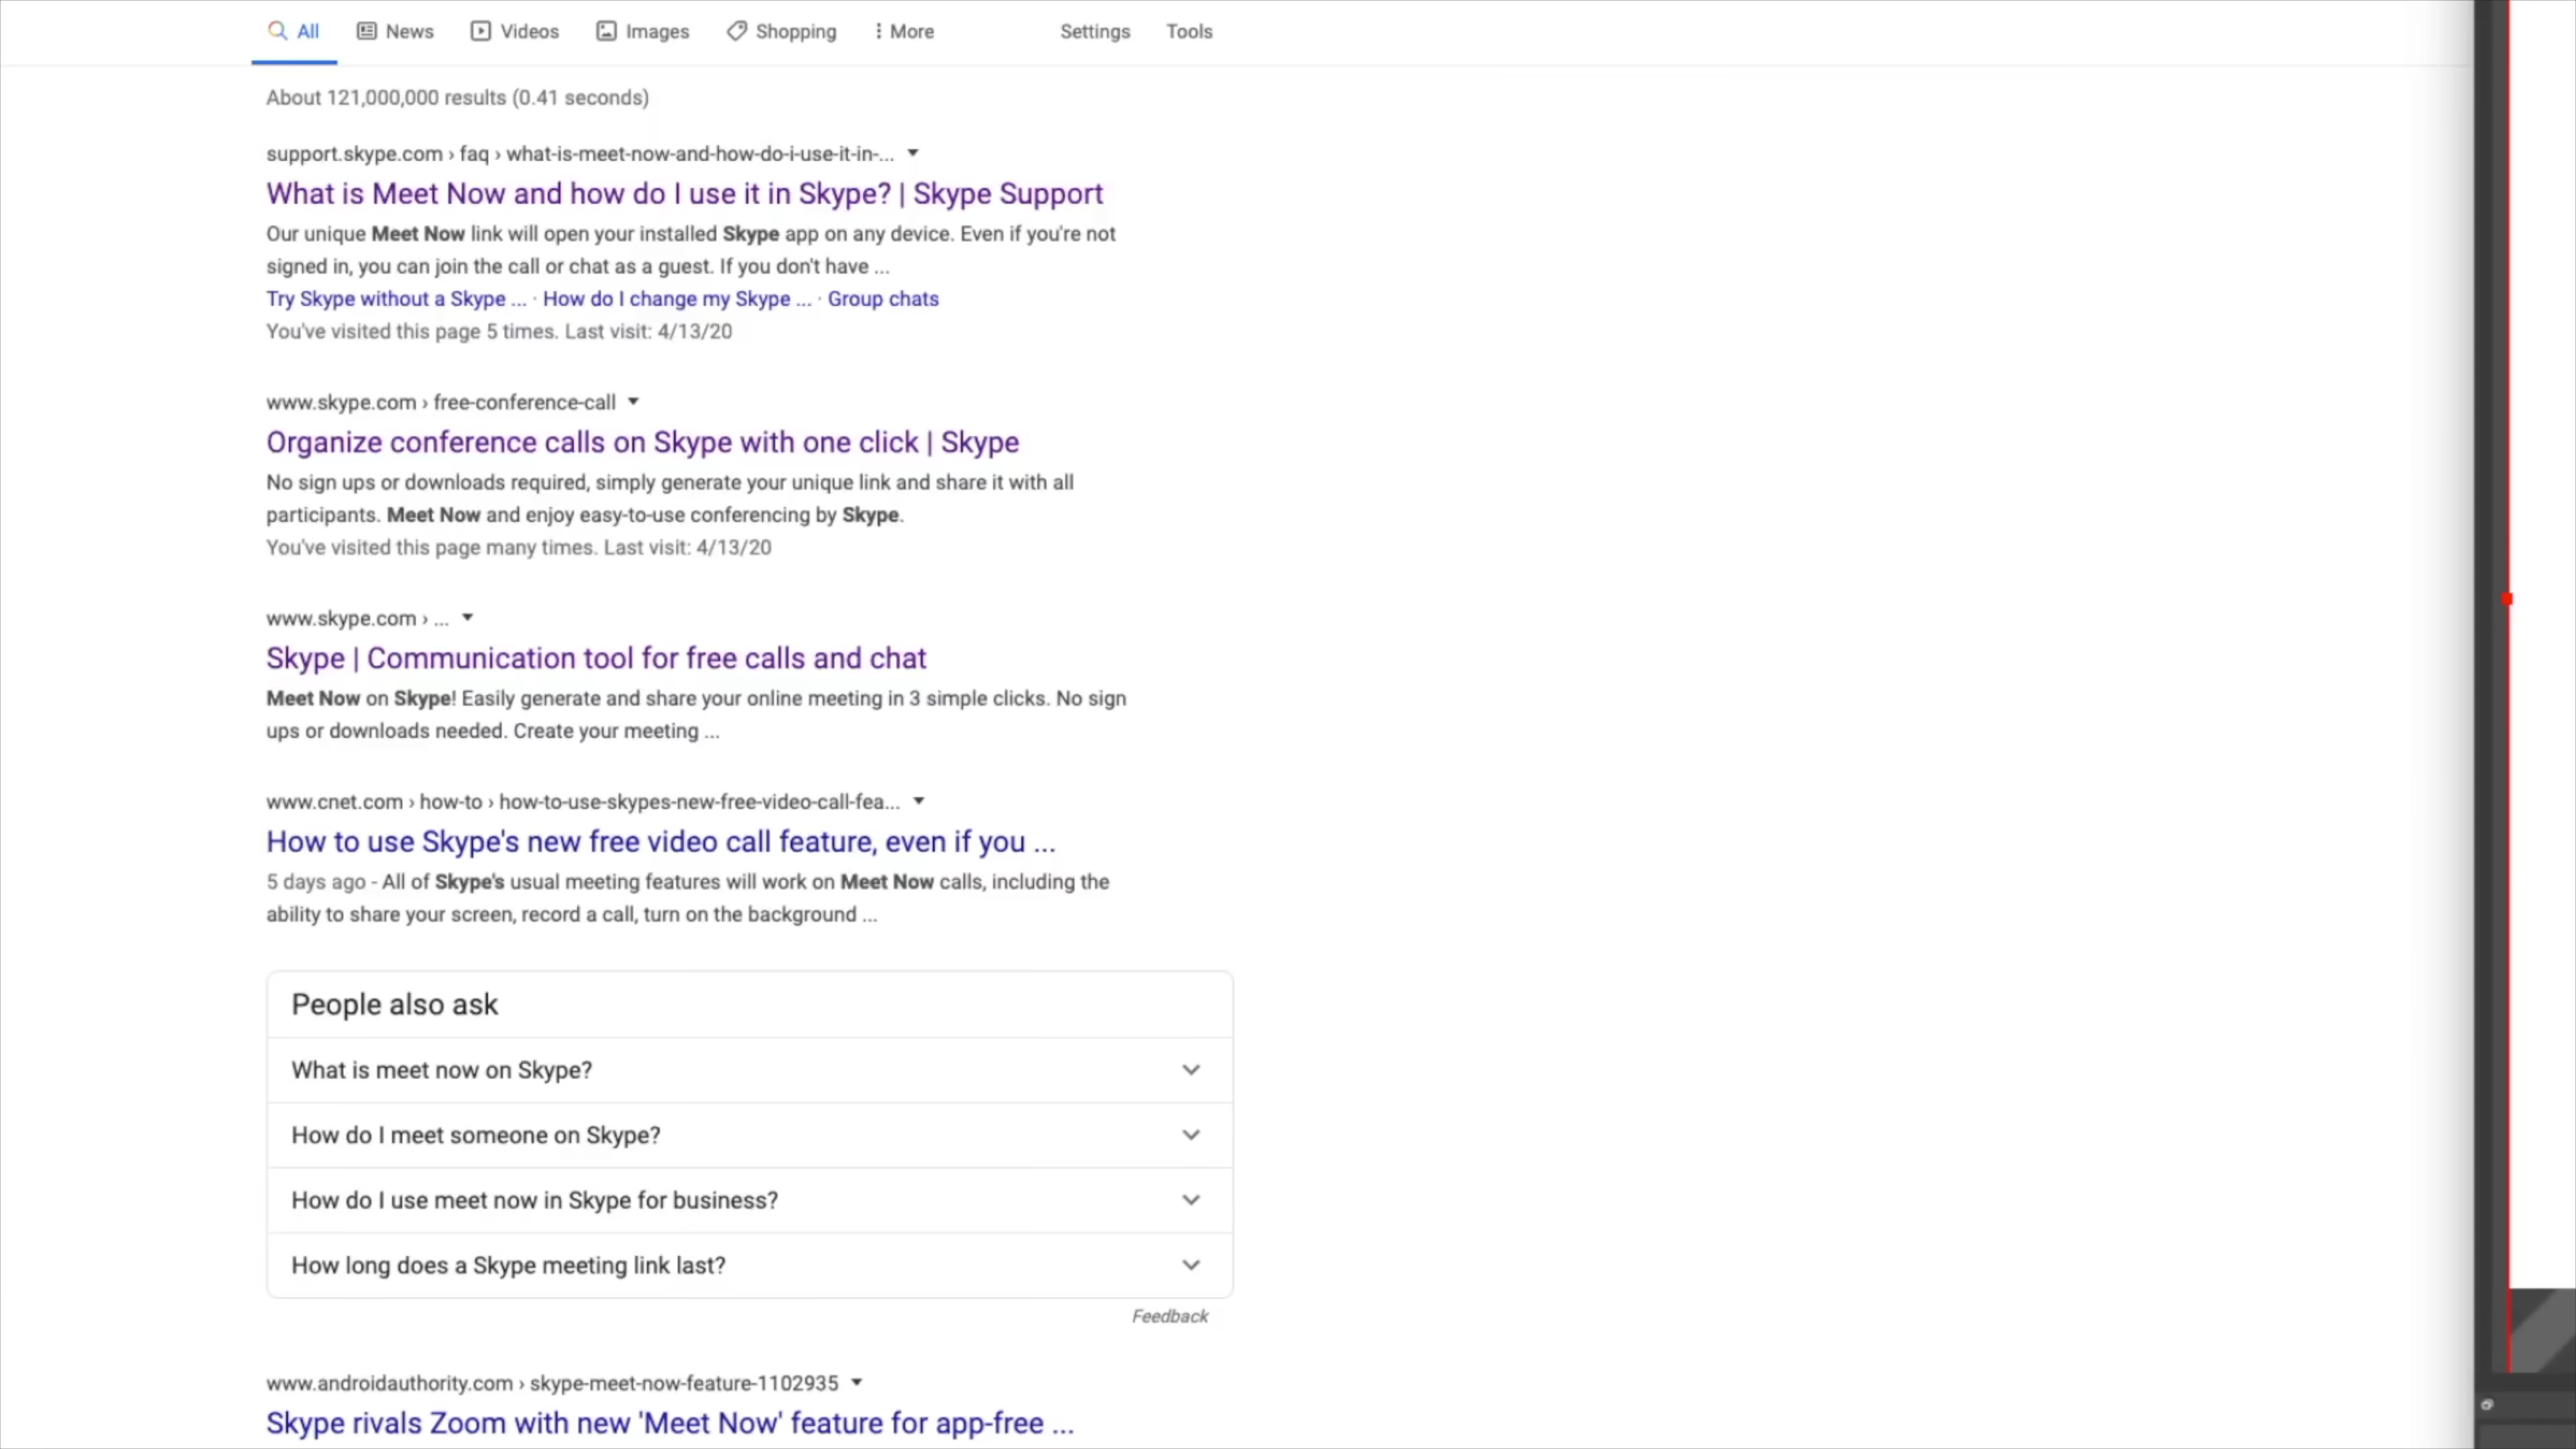 All News Videos Images Shopping More Settings Tools
About 121,000,000 results (0.41 seconds)
support.skype.com › faq › what-is-meet-now-and-how-do-i-use-it-in-...
What is Meet Now and how do I use it in Skype? | Skype Support
Our unique Meet Now link will open your installed Skype app on any device. Even if you're not
signed in, you can join the call or chat as a guest. If you don't have ...
Try Skype without a Skype ... · How do I change my Skype ... · Group chats
You've visited this page 5 times. Last visit: 4/13/20
www.skype.com › free-conference-call
Organize conference calls on Skype with one click | Skype
No sign ups or downloads required, simply generate your unique link and share it with all
participants. Meet Now and enjoy easy-to-use conferencing by Skype.
You've visited this page many times. Last visit: 4/13/20
www.skype.com › ...
Skype | Communication tool for free calls and chat
Meet Now on Skype! Easily generate and share your online meeting in 3 simple clicks. No sign
ups or downloads needed. Create your meeting ...
www.cnet.com › how-to › how-to-use-skypes-new-free-video-call-fea...
How to use Skype's new free video call feature, even if you ...
5 days ago - All of Skype's usual meeting features will work on Meet Now calls, including the
ability to share your screen, record a call, turn on the background ...
People also ask
What is meet now on Skype?
How do I meet someone on Skype?
How do I use meet now in Skype for business?
How long does a Skype meeting link last?
Feedback
www.androidauthority.com › skype-meet-now-feature-1102935
Skype rivals Zoom with new 'Meet Now' feature for app-free ...